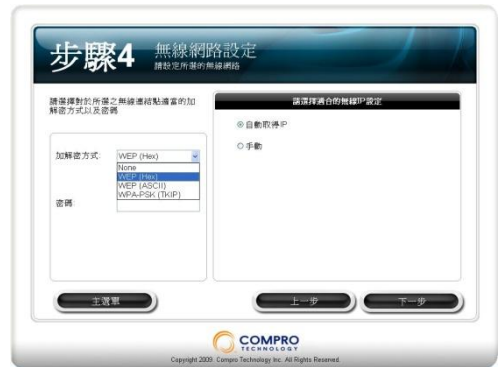 步驟4 無線網路設定
請設定所選的無線網路
請選擇對於所選之無線連結點適當的加
解密方式以及密碼
請選擇適合的無線IP設定
自動取得IP
手動
加解密方式
WEP (Hex)
None
WEP (Hex)
WEP (ASCII)
WPA-PSK (TKIP)
密碼
主選單
上一步
下一步
COMPRO
TECHNOLOGY
Copyright 2009. Compro Technology Inc. All Rights Reserved.